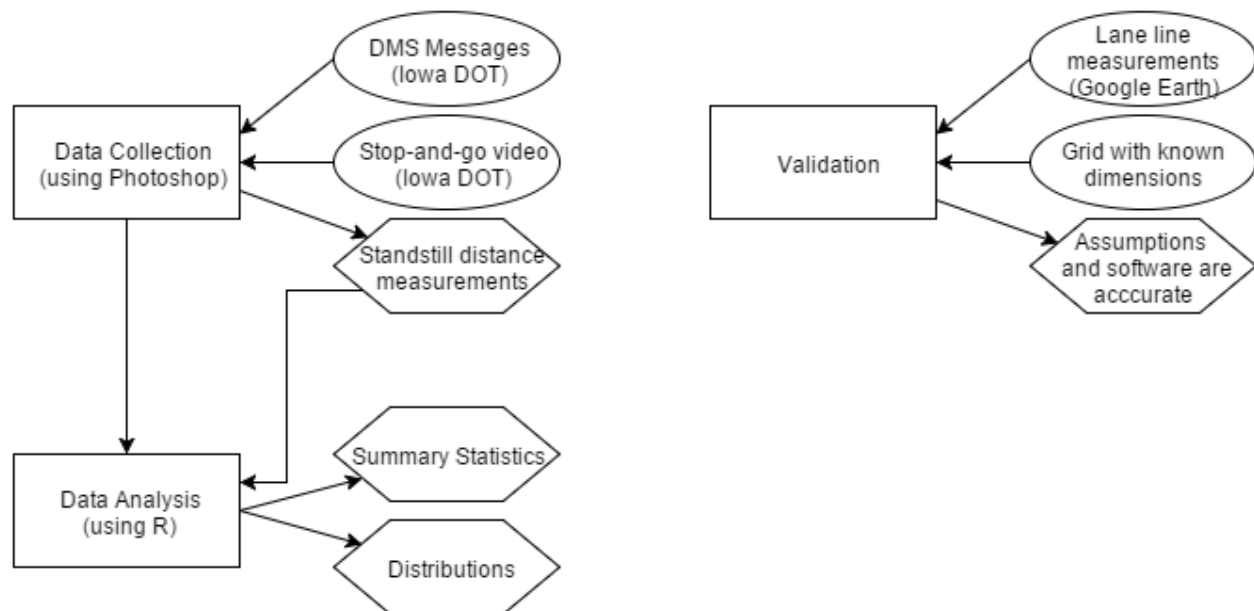 DMS Messages
(Iowa DOT)
Data Collection
(using Photoshop)
Stop-and-go video
(Iowa DOT)
Standstill distance
measurements
Data Analysis
(using R)
Summary Statistics
Distributions
Lane line
measurements
(Google Earth)
Validation
Grid with known
dimensions
Assumptions
and software are
acccurate